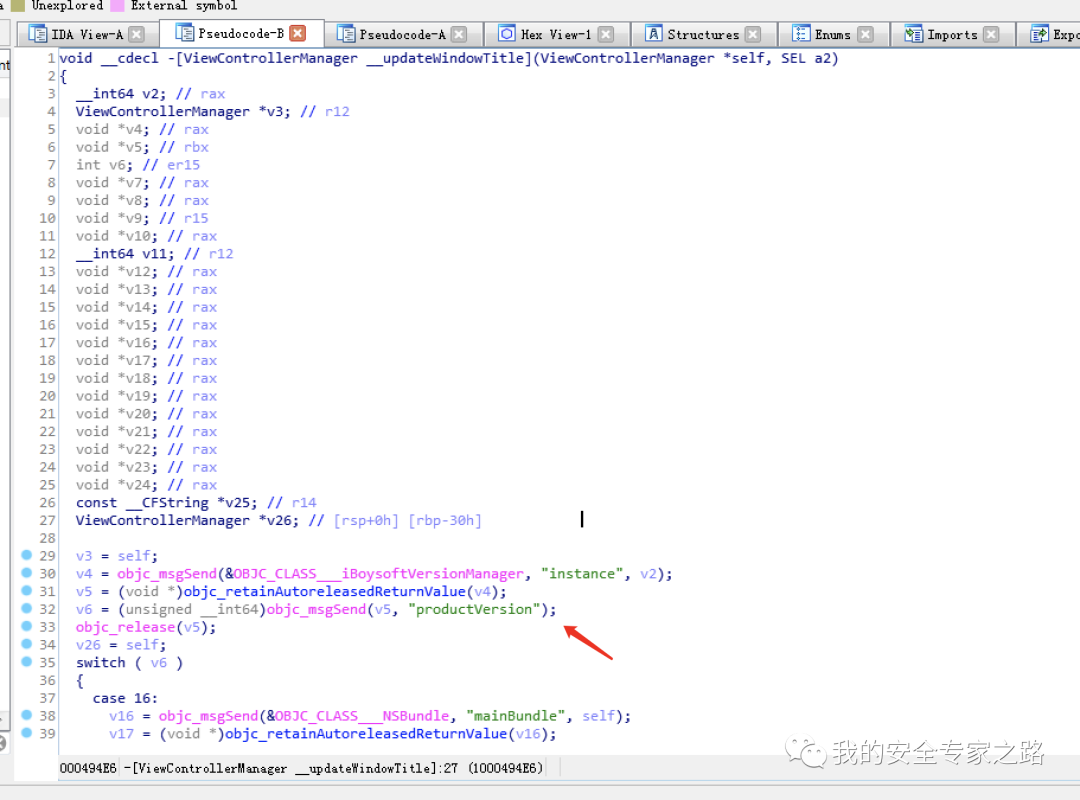 Unexplored External symbol
IDA View-A Pseudocode-B Pseudocode-A Hex View-1 Structures Enums Imports Expo
1 void __cdecl -[ViewControllerManager __updateWindowTitle](ViewControllerManager *self, SEL a2)
2 {
3 __int64 v2; // rax
4 ViewControllerManager *v3; // r12
5 void *v4; // rax
6 void *v5; // rbx
7 int v6; // er15
8 void *v7; // rax
9 void *v8; // rax
10 void *v9; // r15
11 void *v10; // rax
12 __int64 v11; // r12
13 void *v12; // rax
14 void *v13; // rax
15 void *v14; // rax
16 void *v15; // rax
17 void *v16; // rax
18 void *v17; // rax
19 void *v18; // rax
20 void *v19; // rax
21 void *v20; // rax
22 void *v21; // rax
23 void *v22; // rax
24 void *v23; // rax
25 void *v24; // rax
26 const __CFString *v25; // r14
27 ViewControllerManager *v26; // [rsp+0h] [rbp-30h]
28
29 v3 = self;
30 v4 = objc_msgSend(&OBJC_CLASS___iBoysoftVersionManager, "instance", v2);
31 v5 = (void *)objc_retainAutoreleasedReturnValue(v4);
32 v6 = (unsigned __int64)objc_msgSend(v5, "productVersion");
33 objc_release(v5);
34 v26 = self;
35 switch ( v6 )
36 {
37 case 16:
38 v16 = objc_msgSend(&OBJC_CLASS___NSBundle, "mainBundle", self);
39 v17 = (void *)objc_retainAutoreleasedReturnValue(v16);
000494E6 -[ViewControllerManager __updateWindowTitle]:27 (1000494E6)
我的安全专家之路